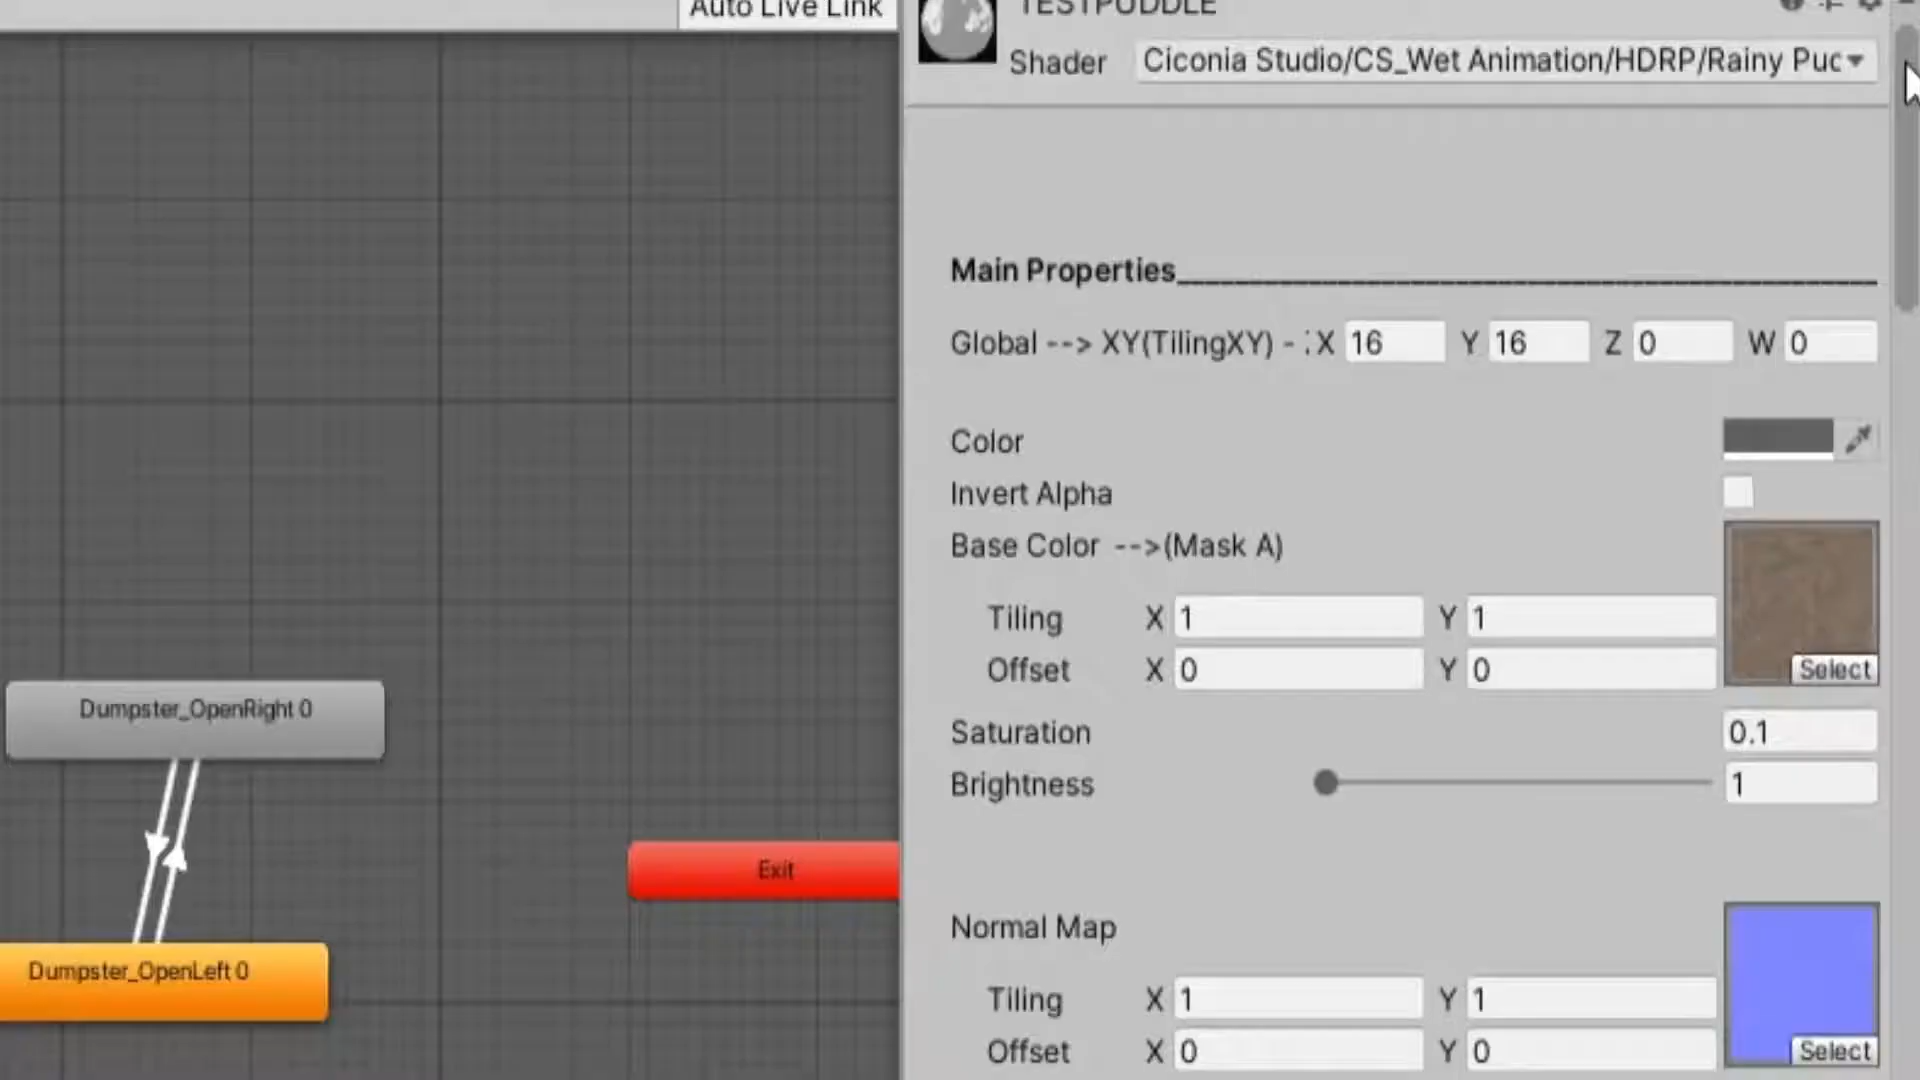 Auto Live Link
TESTPUDDLE
Shader Ciconia Studio/CS_Wet Animation/HDRP/Rainy Puc
Main Properties
Global --> XY(TilingXY) - : X 16 Y 16 Z 0 W 0
Color
Invert Alpha
Base Color -->(Mask A)
Tiling X 1 Y 1
Offset X 0 Y 0
Select
Saturation 0.1
Brightness 1
Normal Map
Tiling X 1 Y 1
Offset X 0 Y 0
Select
Dumpster_OpenRight 0
Exit
Dumpster_OpenLeft 0